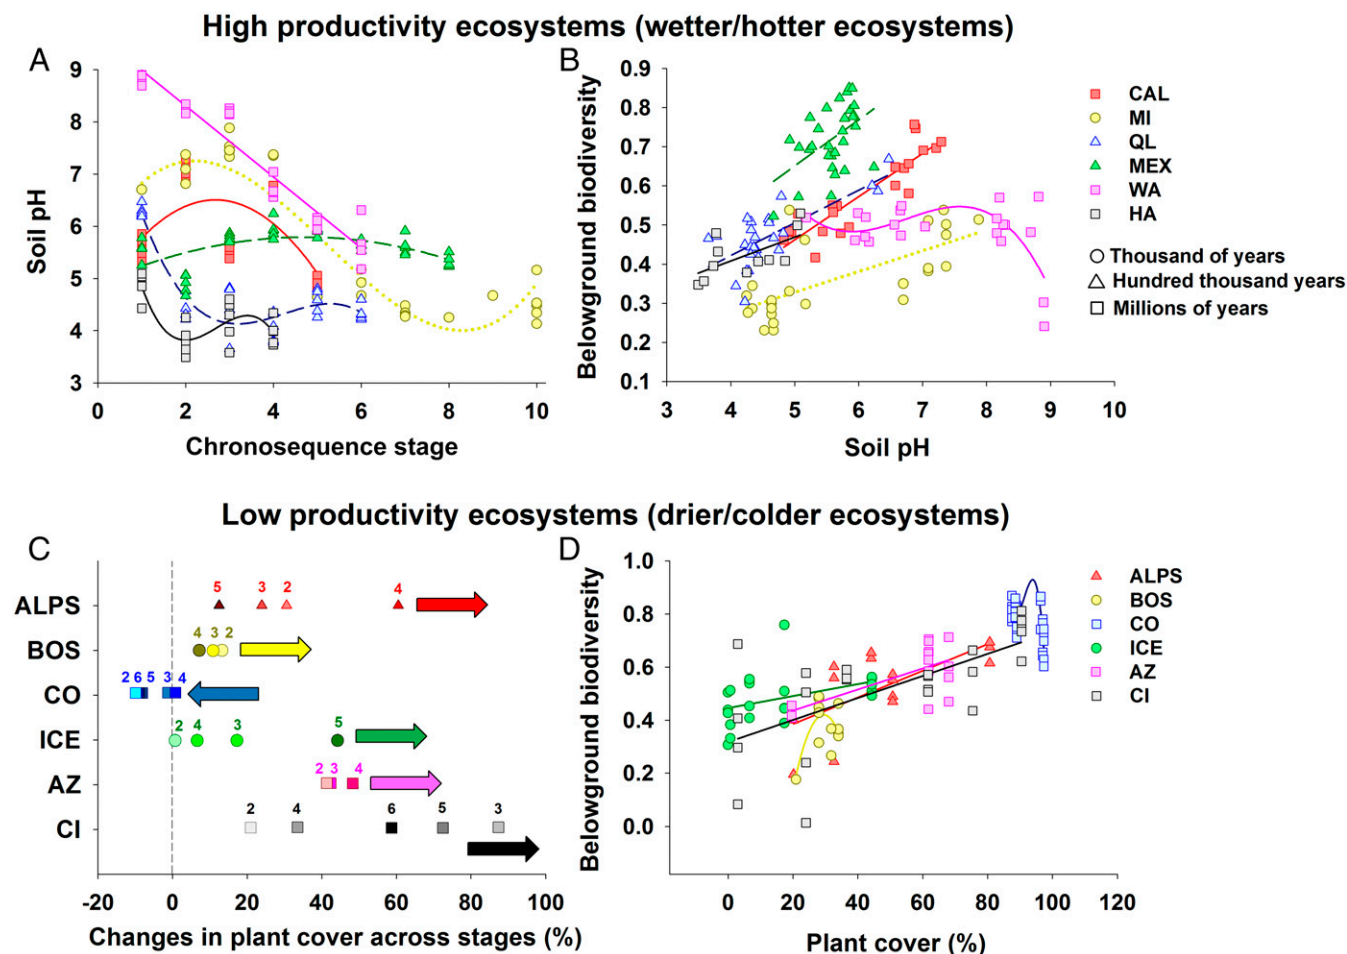 High productivity ecosystems (wetter/hotter ecosystems)
A
9
8
7
6
5
4
3
Soil pH
0 2 4 6 8 10
Chronosequence stage
B
0.9
0.8
0.7
0.6
0.5
0.4
0.3
0.2
0.1
Belowground biodiversity
3 4 5 6 7 8 9 10
Soil pH
CAL
MI
QL
MEX
WA
HA
Thousand of years
Hundred thousand years
Millions of years
Low productivity ecosystems (drier/colder ecosystems)
C
ALPS
5 3 2 4
BOS
4 3 2
CO
2 6 5 3 4
ICE
2 4 3 5
AZ
2 3 4
CI
2 4 6 5 3
-20 0 20 40 60 80 100
Changes in plant cover across stages (%)
D
1.0
0.8
0.6
0.4
0.2
0.0
Belowground biodiversity
0 20 40 60 80 100 120
Plant cover (%)
ALPS
BOS
CO
ICE
AZ
CI